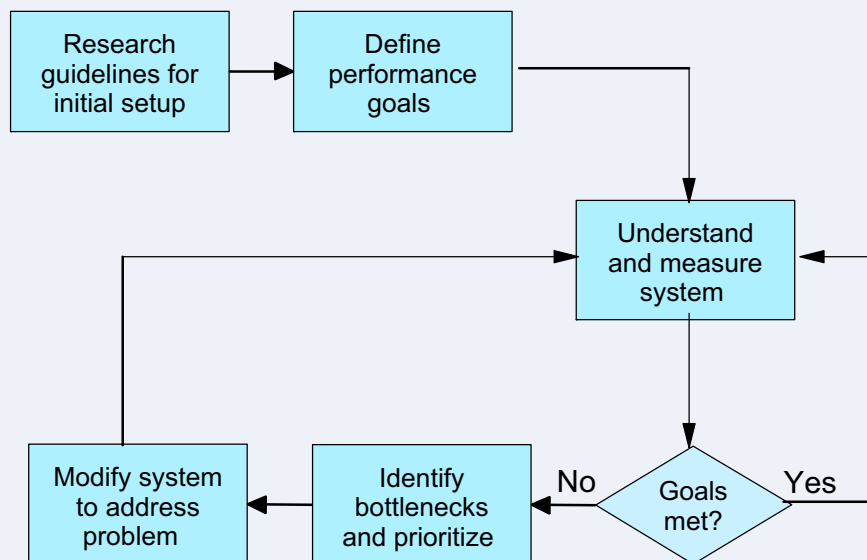 Research
guidelines for
initial setup
Define
performance
goals
Understand
and measure
system
Modify system
to address
problem
Identify
bottlenecks
and prioritize
No
Goals
met?
Yes